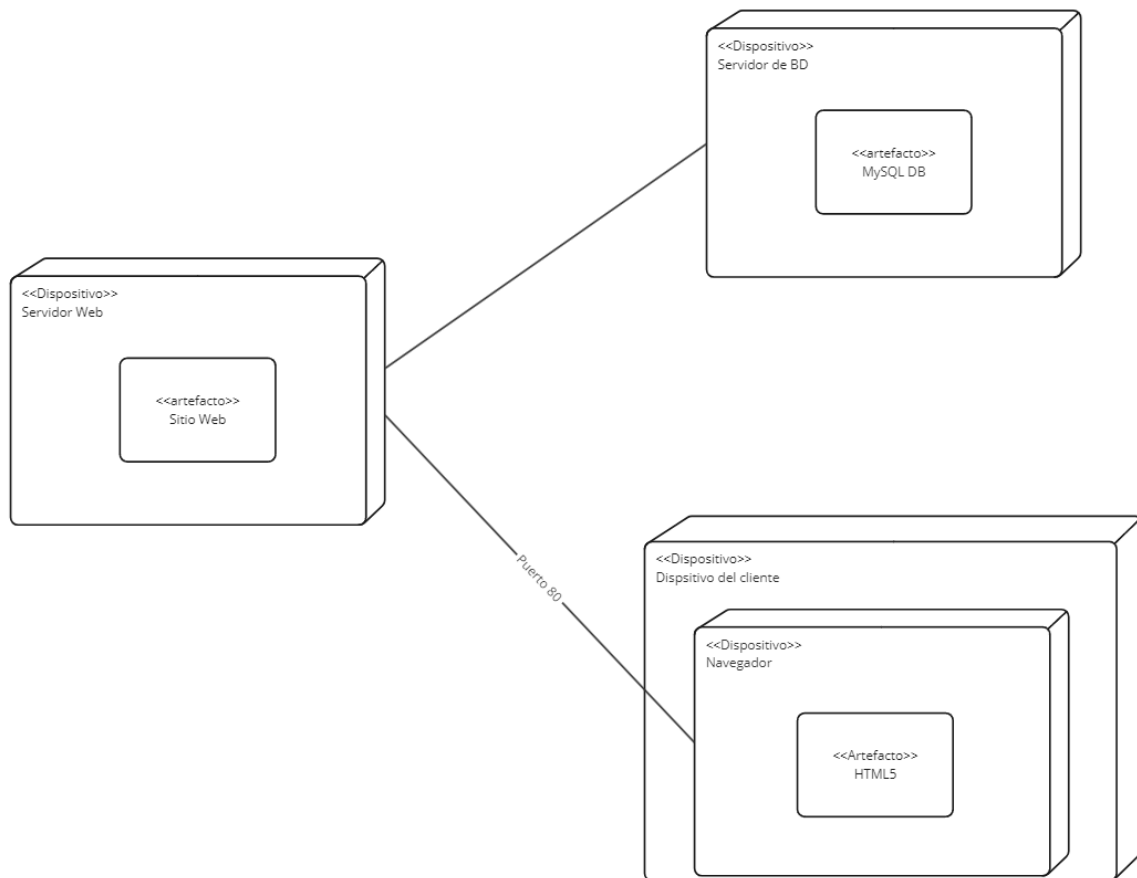 <<Dispositivo>>
Servidor de BD
<<artefacto>>
MySQL DB
<<Dispositivo>>
Servidor Web
<<artefacto>>
Sitio Web
Puerto 80
<<Dispositivo>>
Dispsitivo del cliente
<<Dispositivo>>
Navegador
<<Artefacto>>
HTML5